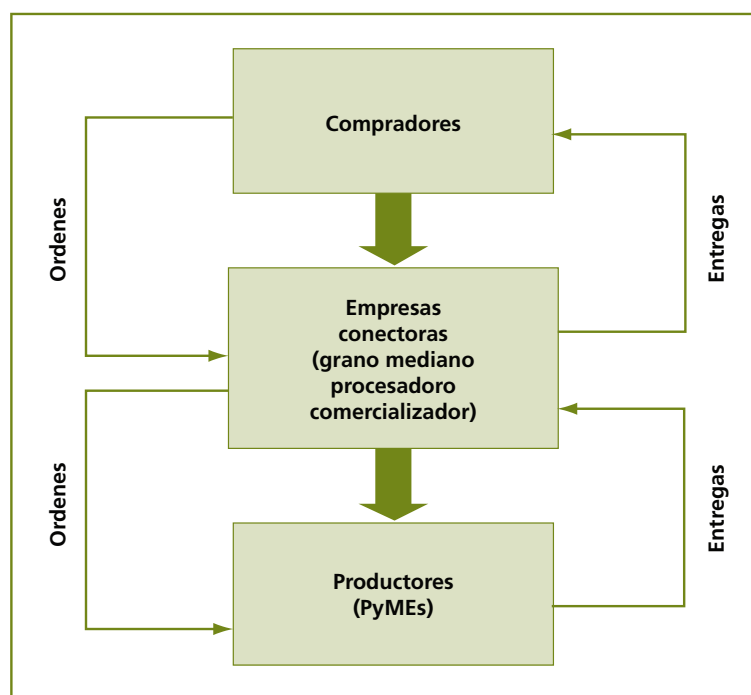 Compradores
Ordenes
Entregas
Empresas
conectoras
(grano mediano
procesadoro
comercializador)
Ordenes
Entregas
Productores
(PyMEs)